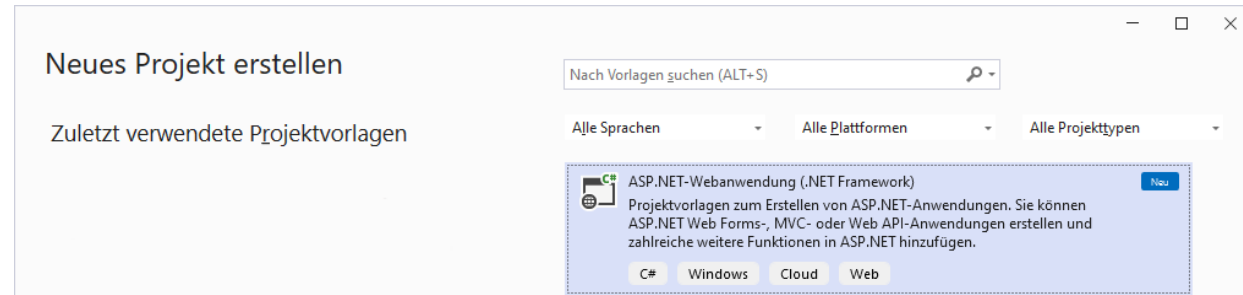 Neues Projekt erstellen
Nach Vorlagen suchen (ALT+S)
Zuletzt verwendete Projektvorlagen
Alle Sprachen
Alle Plattformen
Alle Projekttypen
C#
ASP.NET-Webanwendung (.NET Framework)
Neu
Projektvorlagen zum Erstellen von ASP.NET-Anwendungen. Sie können
ASP.NET Web Forms-, MVC- oder Web API-Anwendungen erstellen und
zahlreiche weitere Funktionen in ASP.NET hinzufügen.
C# Windows Cloud Web